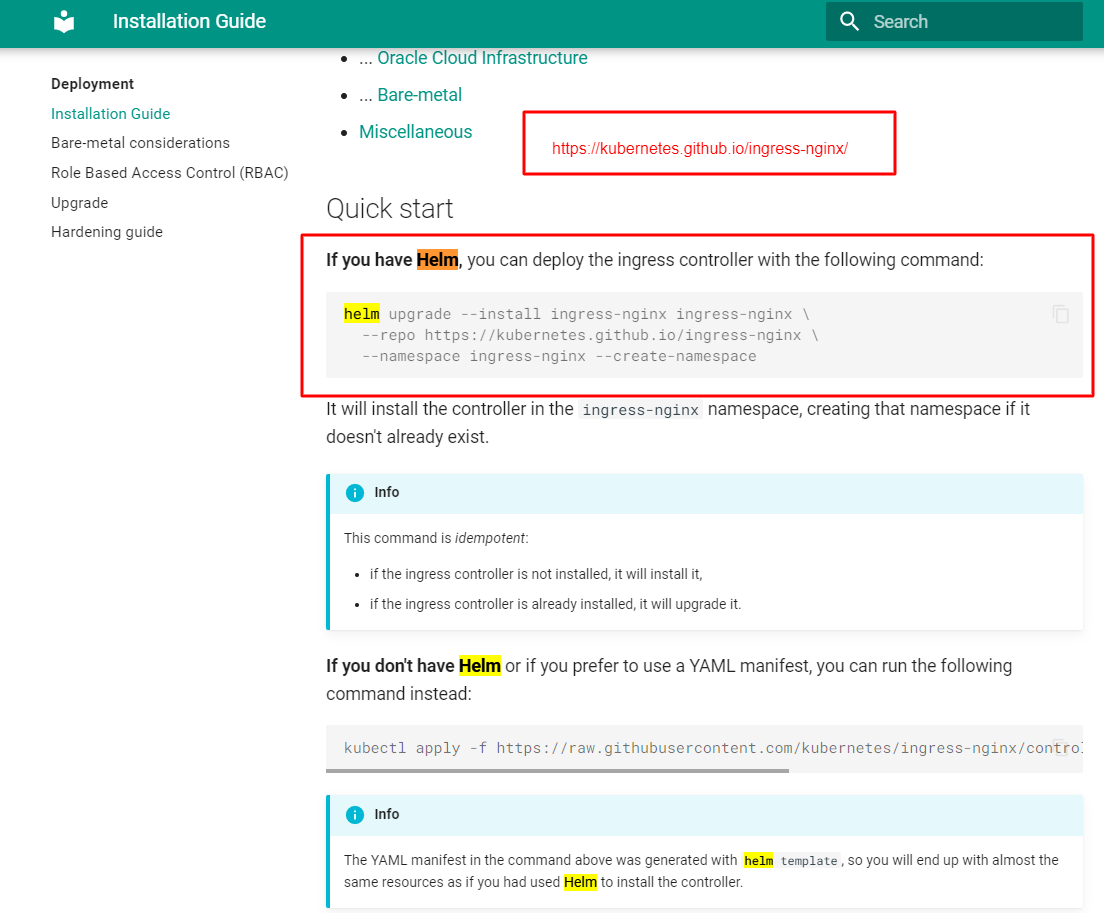 Installation Guide
Search
Deployment
Installation Guide
Bare-metal considerations
Role Based Access Control (RBAC)
Upgrade
Hardening guide
... Oracle Cloud Infrastructure
... Bare-metal
Miscellaneous
https://kubernetes.github.io/ingress-nginx/
Quick start
If you have Helm, you can deploy the ingress controller with the following command:
helm upgrade --install ingress-nginx ingress-nginx \
--repo https://kubernetes.github.io/ingress-nginx \
--namespace ingress-nginx --create-namespace
It will install the controller in the ingress-nginx namespace, creating that namespace if it
doesn't already exist.
Info
This command is idempotent:
if the ingress controller is not installed, it will install it,
if the ingress controller is already installed, it will upgrade it.
If you don't have Helm or if you prefer to use a YAML manifest, you can run the following
command instead:
kubectl apply -f https://raw.githubusercontent.com/kubernetes/ingress-nginx/control
Info
The YAML manifest in the command above was generated with helm template, so you will end up with almost the
same resources as if you had used Helm to install the controller.